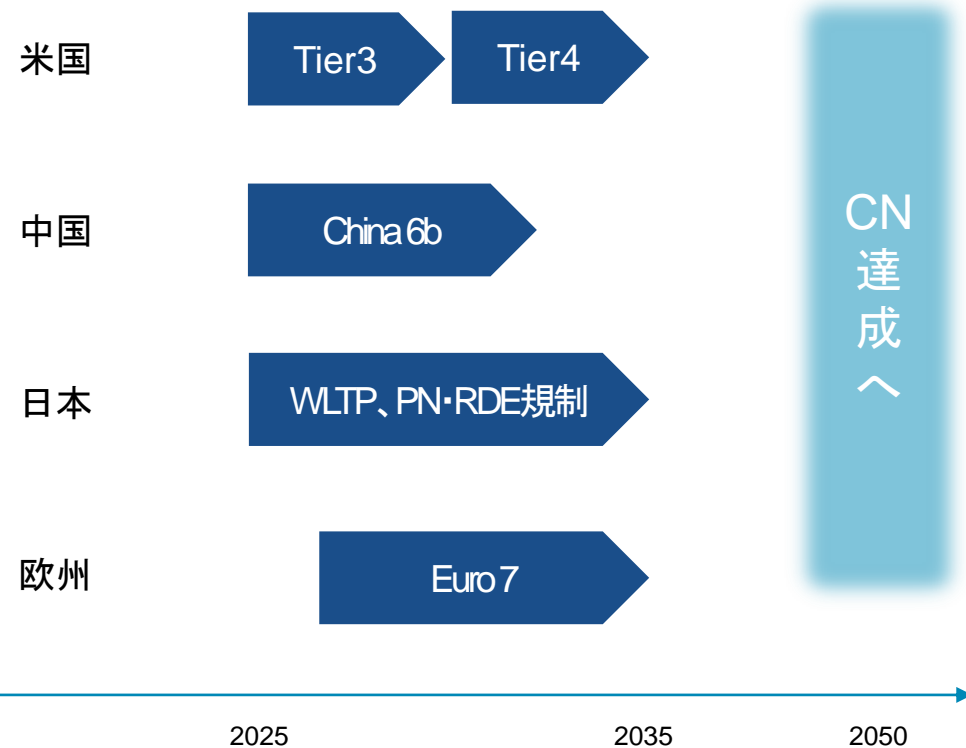 米国
Tier3
Tier4
中国
China 6b
日本
WLTP、PN・RDE規制
欧州
Euro 7
CN
達
成
へ
2025
2035
2050